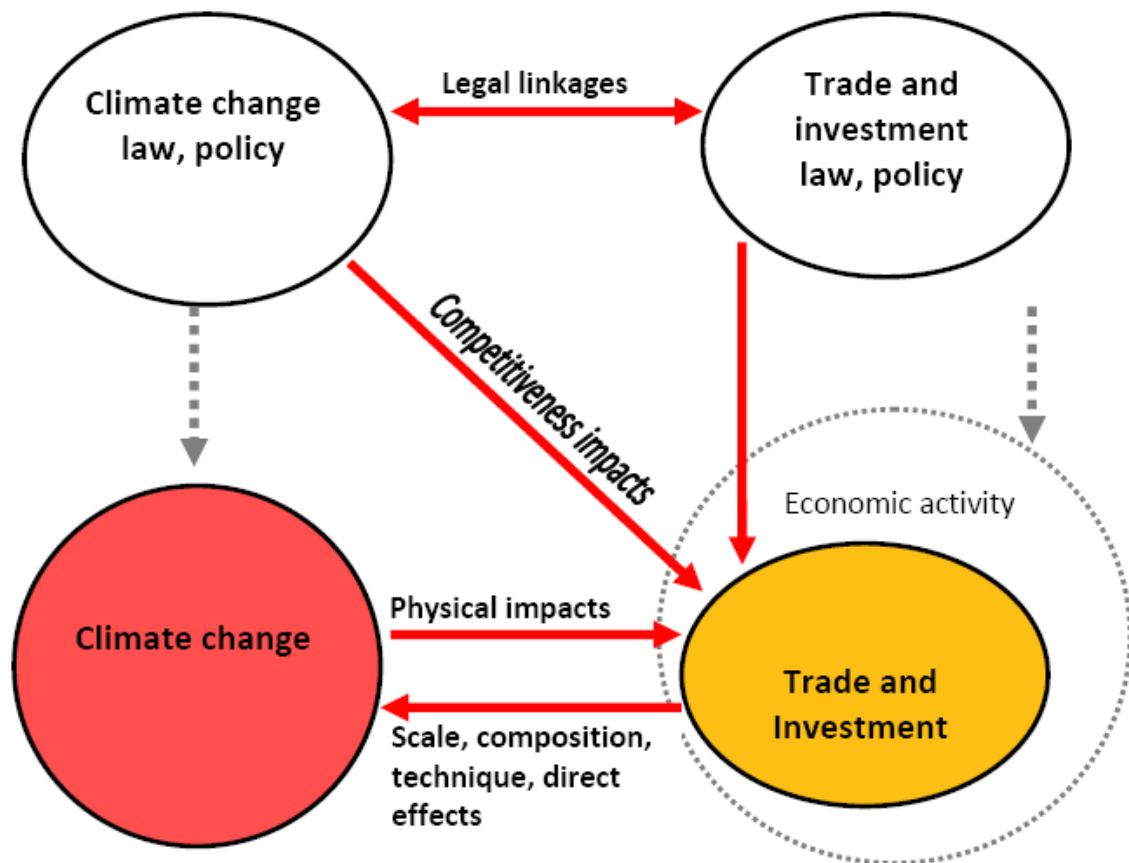 Climate change
law, policy
Legal linkages
Trade and
investment
law, policy
Competitiveness impacts
Economic activity
Climate change
Physical impacts
Trade and
Investment
Scale, composition,
technique, direct
effects